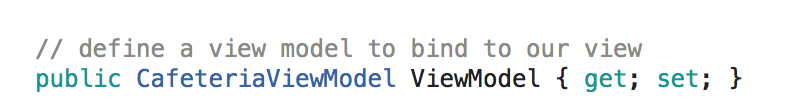 // define a view model to bind to our view
public CafeteriaViewModel ViewModel { get; set; }